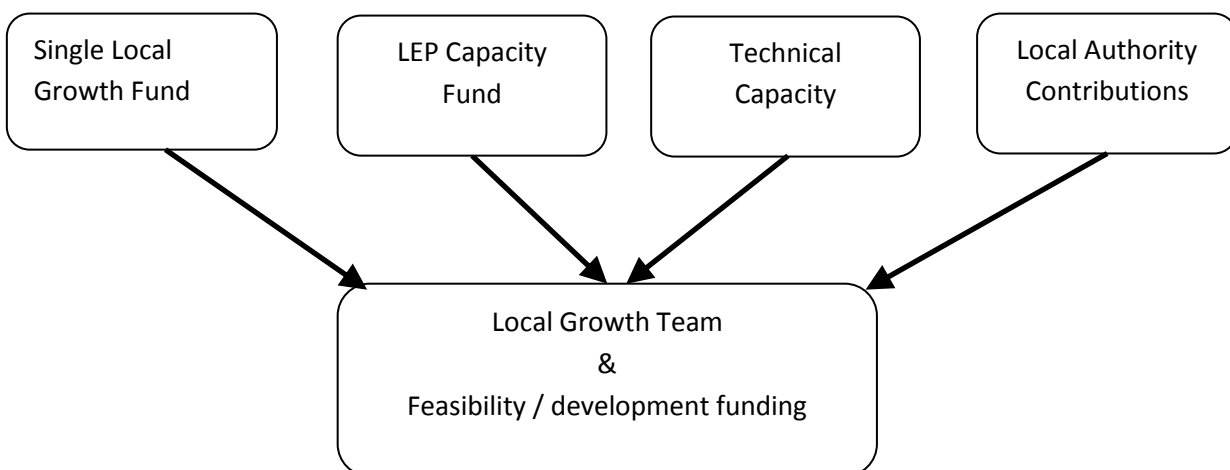 Single Local
Growth Fund
LEP Capacity
Fund
Technical
Capacity
Local Authority
Contributions
Local Growth Team
&
Feasibility / development funding